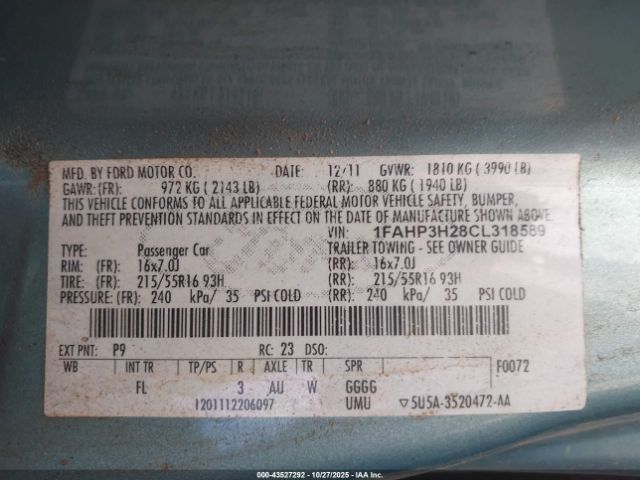 MFD. BY FORD MOTOR CO. DATE: 12/11 GVWR: 1810 KG ( 3990 LB)
GAWR: (FR): 972 KG ( 2143 LB) (RR): 880 KG ( 1940 LB)
THIS VEHICLE CONFORMS TO ALL APPLICABLE FEDERAL MOTOR VEHICLE SAFETY, BUMPER,
AND THEFT PREVENTION STANDARDS IN EFFECT ON THE DATE OF MANUFACTURE SHOWN ABOVE.
VIN: 1FAHP3H28CL318589
TYPE: Passenger Car TRAILER TOWING - SEE OWNER GUIDE
RIM: (FR): 16x7.0J (RR): 16x7.0J
TIRE: (FR): 215/55R16 93H (RR): 215/55R16 93H
PRESSURE: (FR): 240 kPa/ 35 PSI COLD (RR): 240 kPa/ 35 PSI COLD
EXT PNT: P9 RC: 23 DSO: F0072
WB INT TR TP/PS R AXLE TR SPR
FL 3 AU W GGGG
1201112206097 UMU ▽5U5A-3520472-AA
000-43527292 - 10/27/2025 - IAAI.COM